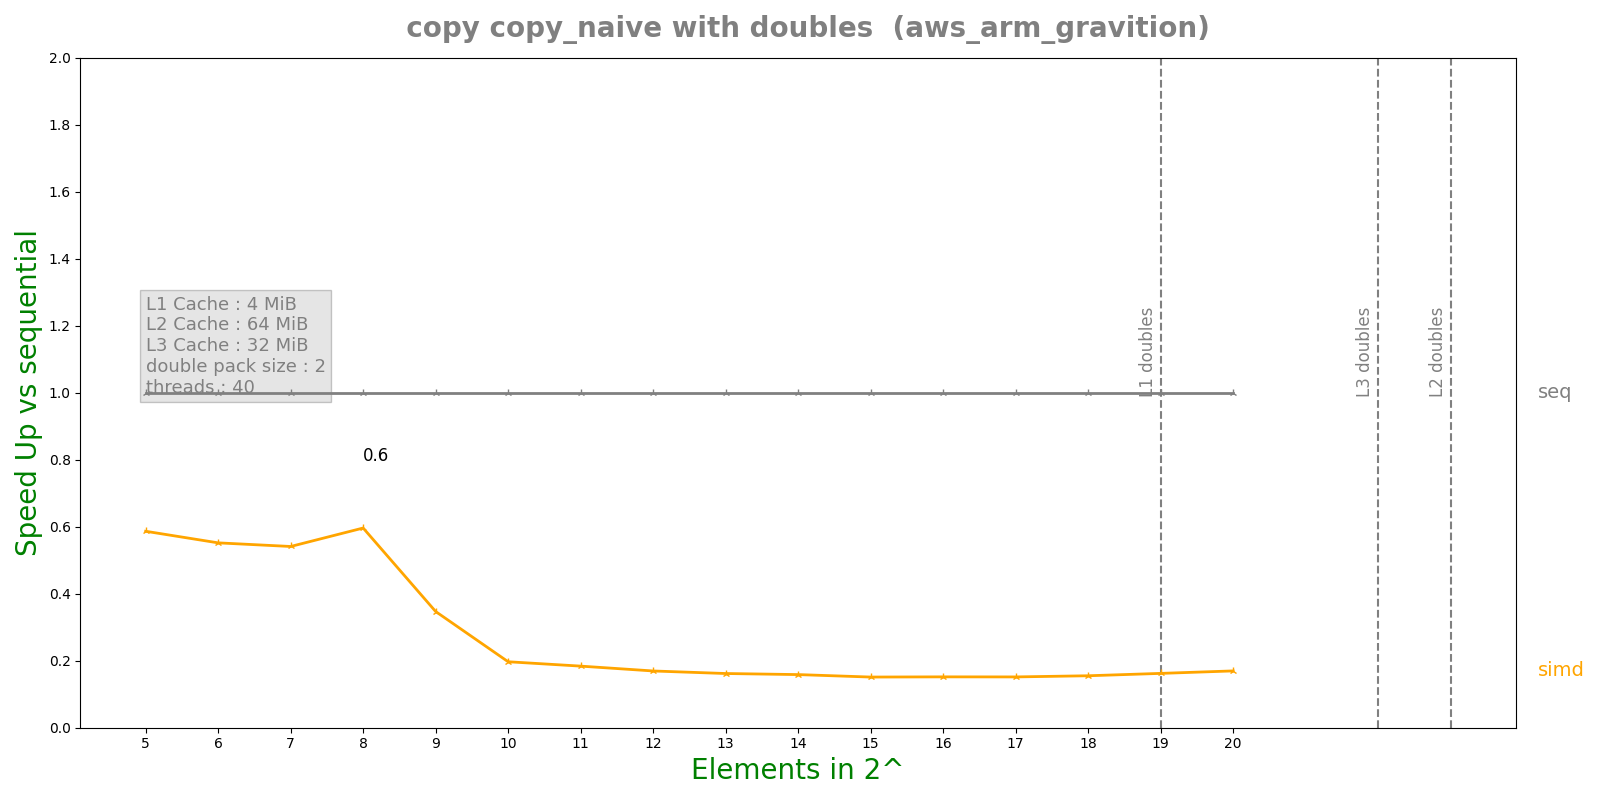 copy copy_naive with doubles (aws_arm_gravition)
Speed Up vs sequential
2.0
1.8
1.6
1.4
1.2
1.0
0.8
0.6
0.4
0.2
0.0
L1 Cache : 4 MiB
L2 Cache : 64 MiB
L3 Cache : 32 MiB
double pack size : 2
threads : 40
0.6
L1 doubles
L3 doubles
L2 doubles
seq
simd
5 6 7 8 9 10 11 12 13 14 15 16 17 18 19 20
Elements in 2^